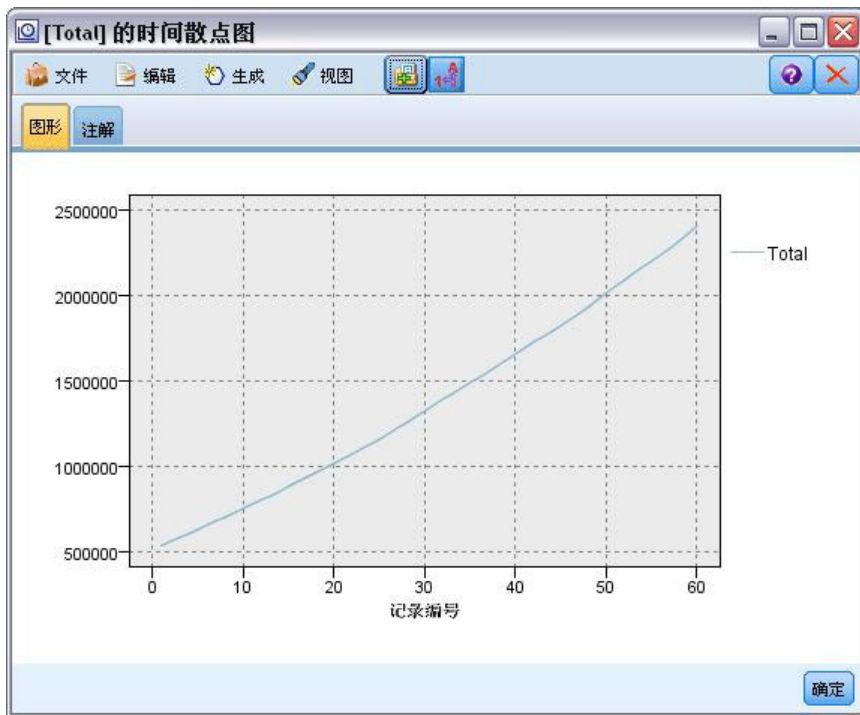 [Total] 的时间散点图
文件 编辑 生成 视图
图形 注解
2500000
2000000
1500000
1000000
500000
0 10 20 30 40 50 60
记录编号
Total
确定